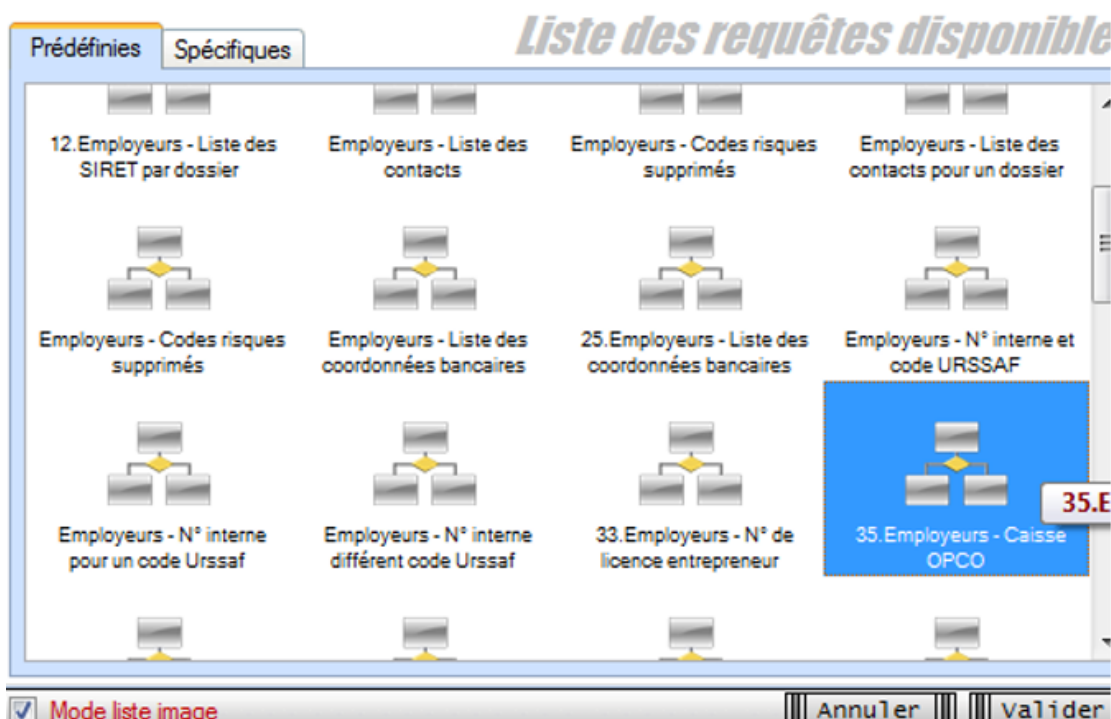 Liste des requêtes disponible
Prédéfinies
Spécifiques
12.Employeurs - Liste des
SIRET par dossier
Employeurs - Liste des
contacts
Employeurs - Codes risques
supprimés
Employeurs - Liste des
contacts pour un dossier
Employeurs - Codes risques
supprimés
Employeurs - Liste des
coordonnées bancaires
25.Employeurs - Liste des
coordonnées bancaires
Employeurs - N° interne et
code URSSAF
Employeurs - N° interne
pour un code Urssaf
Employeurs - N° interne
différent code Urssaf
33.Employeurs - N° de
licence entrepreneur
35.Employeurs - Caisse
OPCO
35.E
Mode liste image
Annuler
Valider